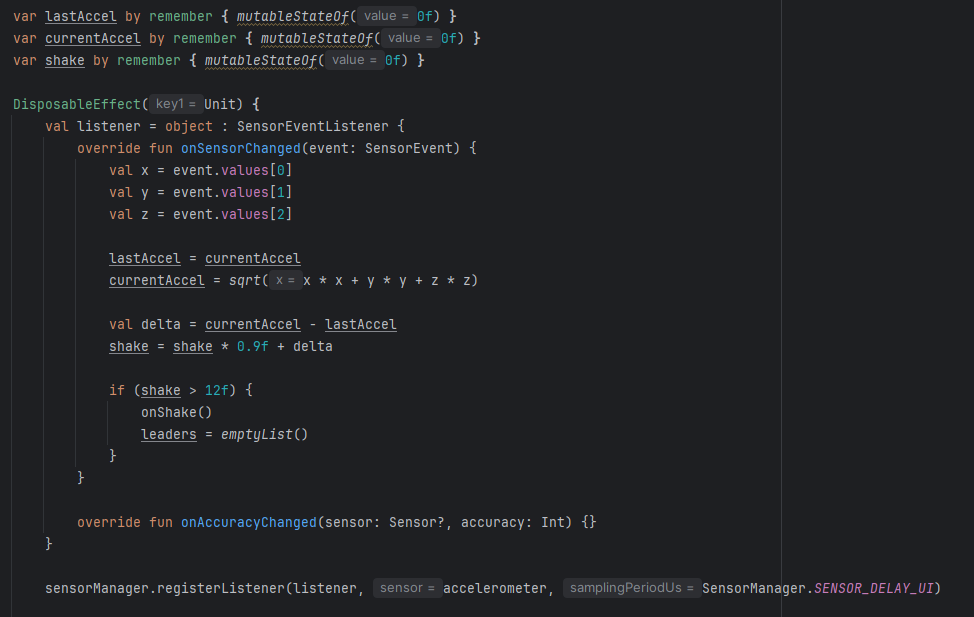 var lastAccel by remember { mutableStateOf( value = 0f) }
var currentAccel by remember { mutableStateOf( value = 0f) }
var shake by remember { mutableStateOf( value = 0f) }
DisposableEffect( key1 = Unit) {
val listener = object : SensorEventListener {
override fun onSensorChanged(event: SensorEvent) {
val x = event.values[0]
val y = event.values[1]
val z = event.values[2]
lastAccel = currentAccel
currentAccel = sqrt( x = x * x + y * y + z * z)
val delta = currentAccel - lastAccel
shake = shake * 0.9f + delta
if (shake > 12f) {
onShake()
leaders = emptyList()
}
}
override fun onAccuracyChanged(sensor: Sensor?, accuracy: Int) {}
}
sensorManager.registerListener(listener, sensor = accelerometer, samplingPeriodUs = SensorManager.SENSOR_DELAY_UI)